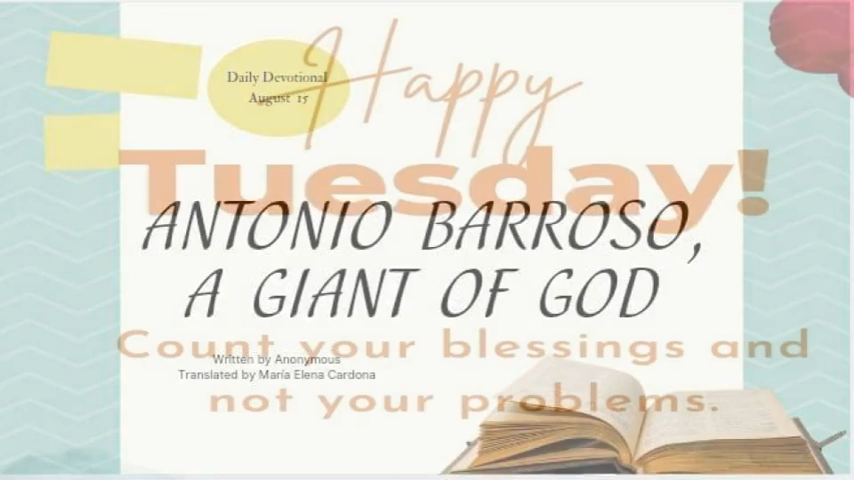 Happy
Daily Devotional
August 15
Tuesday!
ANTONIO BARROSO,
A GIANT OF GOD
Count your blessings and
Written by Anonymous
Translated by María Elena Cardona
not your problems.